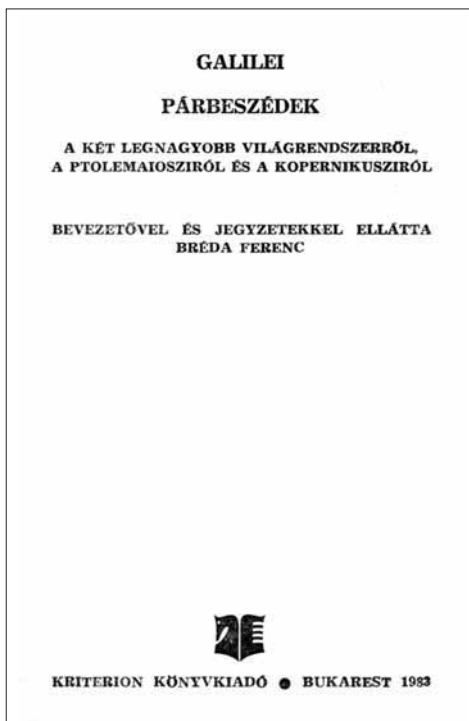 GALILEI
PÁRBESZÉDEK
A KÉT LEGNAGYOBB VILÁGRENDSZERRŐL,
A PTOLEMAIOSZIRÓL ÉS A KOPERNIKUSZIRÓL
BEVEZETŐVEL ÉS JEGYZETEKKEL ELLÁTTA
BRÉDA FERENC
KRITERION KÖNYVKIADÓ ● BUKAREST 1983